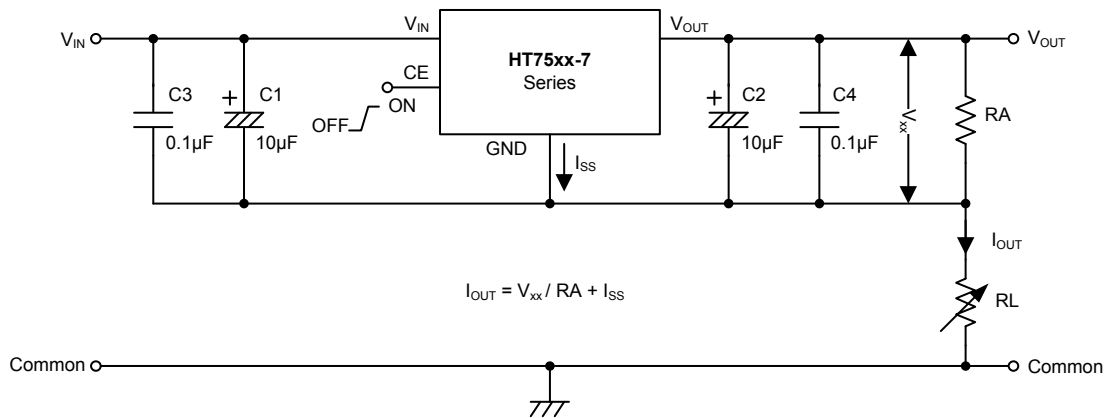 V_IN
V_IN
HT75xx-7
Series
V_OUT
V_OUT
CE
ON
OFF
C3
0.1µF
+
C1
10µF
GND
I_SS
+
C2
10µF
C4
0.1µF
V_xx
RA
I_OUT
I_OUT = V_xx / RA + I_SS
RL
Common
Common